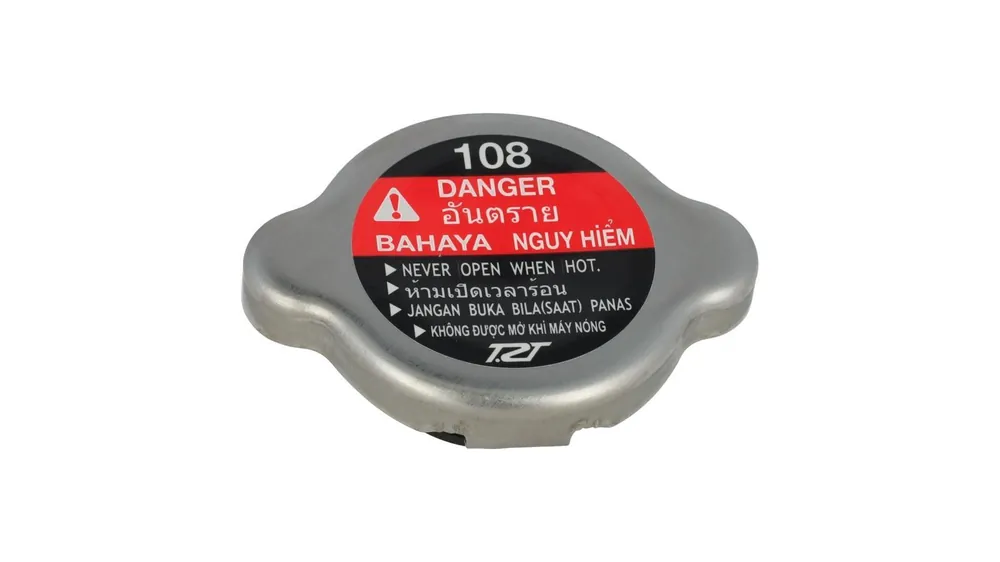 108
DANGER
อันตราย
BAHAYA NGUY HIỂM
▶ NEVER OPEN WHEN HOT.
▶ ห้ามเปิดเวลาร้อน
▶ JANGAN BUKA BILA(SAAT) PANAS
▶ KHÔNG ĐƯỢC MỞ KHI MÁY NÓNG
T.RT